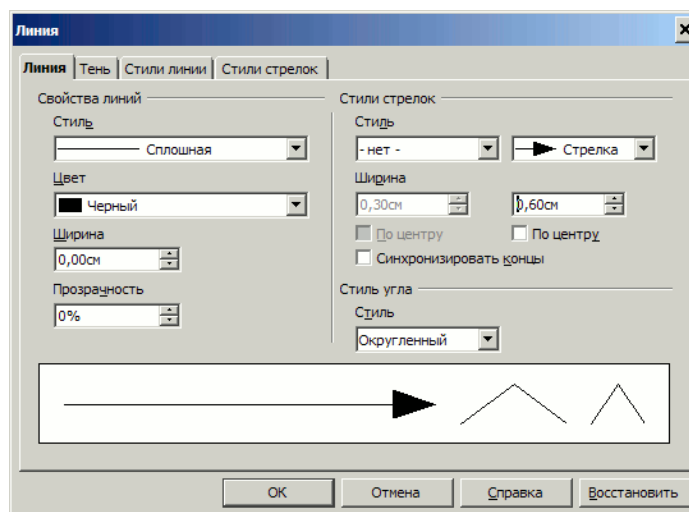 Линия
Линия Тень Стили линии Стили стрелок
Свойства линий
Стиль
Сплошная
Цвет
Черный
Ширина
0,00см
Прозрачность
0%
Стили стрелок
Стиль
- нет - Стрелка
Ширина
0,30см 0,60см
По центру По центру
Синхронизировать концы
Стиль угла
Стиль
Округленный
ОК Отмена Справка Восстановить